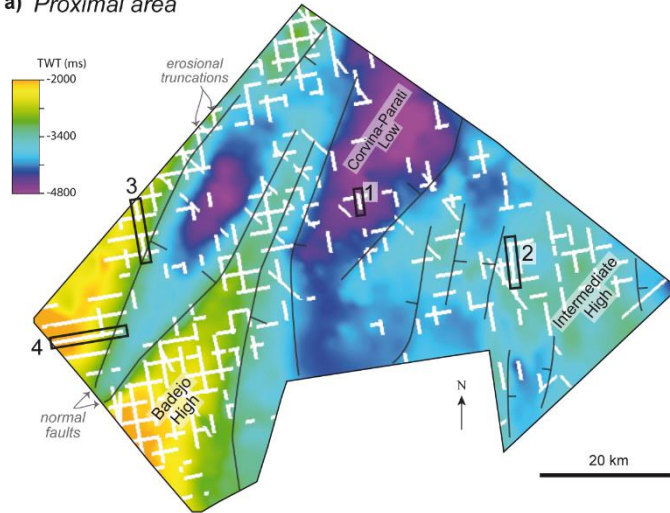 a) Proximal area
erosional
truncations
TWT (ms)
-2000
-3400
-4800
Corvina-Parati
Low
3
1
2
Intermediate
High
4
Badejo
High
normal
faults
N
20 km